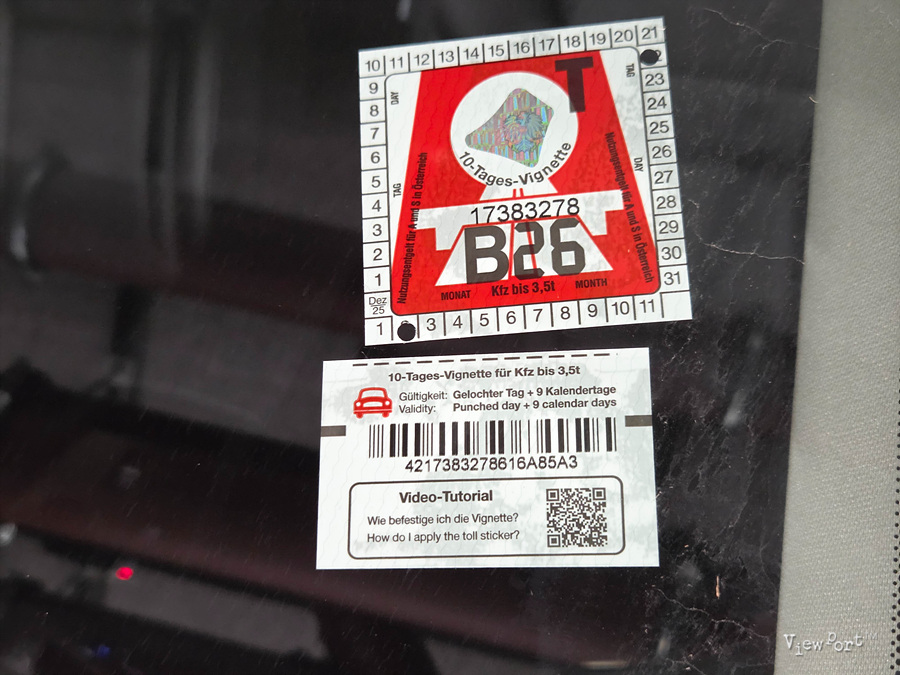 10 11 12 13 14 15 16 17 18 19 20 21
9
8
7
6
5
4
3
2
1
Dez
25
23
24
25
26
27
28
29
30
31
DAY
TAG
TAG
DAY
T
10-Tages-Vignette
Nutzungsentgelt für A und S in Österreich
Nutzungsentgelt für A und S in Österreich
17383278
B26
MONAT Kfz bis 3,5t MONTH
1 3 4 5 6 7 8 9 10 11
10-Tages-Vignette für Kfz bis 3,5t
Gültigkeit: Gelochter Tag + 9 Kalendertage
Validity: Punched day + 9 calendar days
4217383278616A85A3
Video-Tutorial
Wie befestige ich die Vignette?
How do I apply the toll sticker?
ViewPort